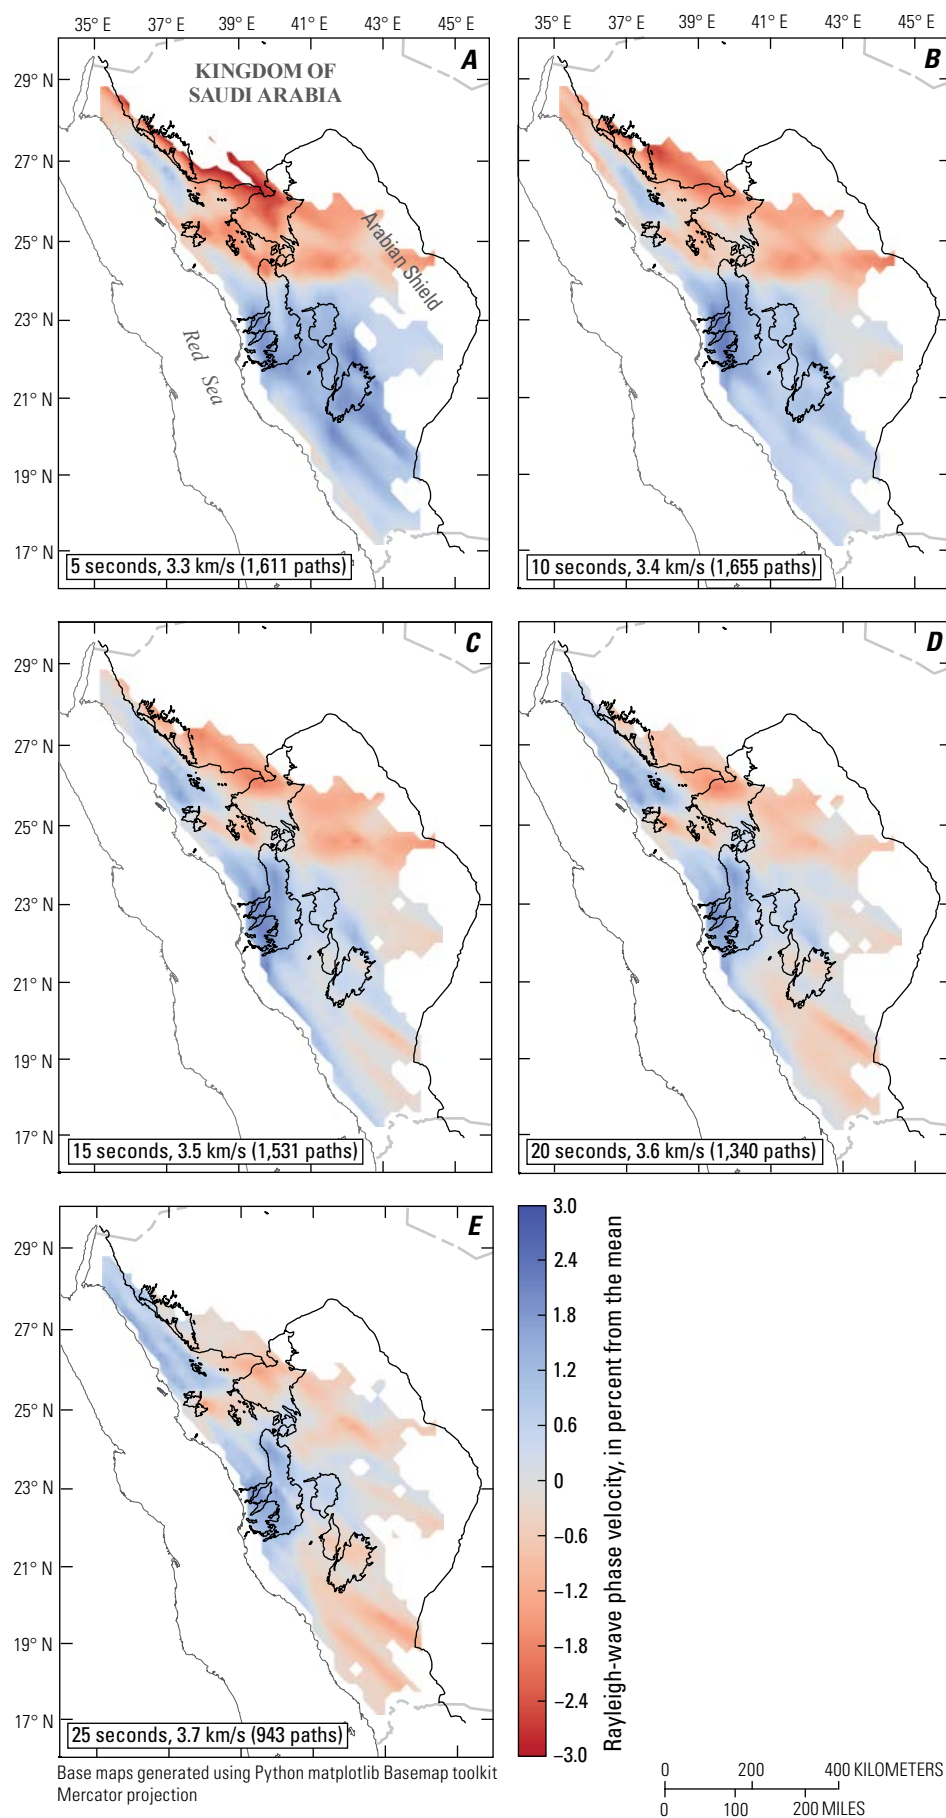 35° E 37° E 39° E 41° E 43° E 45° E 35° E 37° E 39° E 41° E 43° E 45° E
A
B
KINGDOM OF
SAUDI ARABIA
29° N
27° N
25° N
23° N
21° N
19° N
17° N
Arabian Shield
Red Sea
5 seconds, 3.3 km/s (1,611 paths)
10 seconds, 3.4 km/s (1,655 paths)
C
D
29° N
27° N
25° N
23° N
21° N
19° N
17° N
15 seconds, 3.5 km/s (1,531 paths)
20 seconds, 3.6 km/s (1,340 paths)
E
29° N
27° N
25° N
23° N
21° N
19° N
17° N
25 seconds, 3.7 km/s (943 paths)
3.0
2.4
1.8
1.2
0.6
0
−0.6
−1.2
−1.8
−2.4
−3.0
Rayleigh-wave phase velocity, in percent from the mean
Base maps generated using Python matplotlib Basemap toolkit
Mercator projection
0 200 400 KILOMETERS
0 100 200 MILES